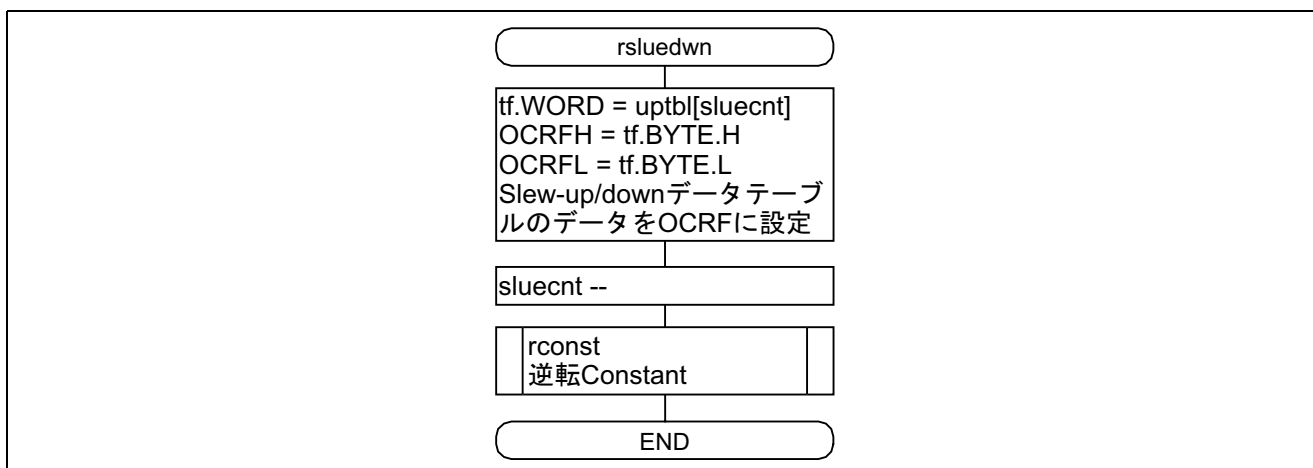 rsluedwn
tf.WORD = uptbl[sluecnt]
OCRFH = tf.BYTE.H
OCRFL = tf.BYTE.L
Slew-up/downデータテーブ
ルのデータをOCRFに設定
sluecnt --
rconst
逆転Constant
END